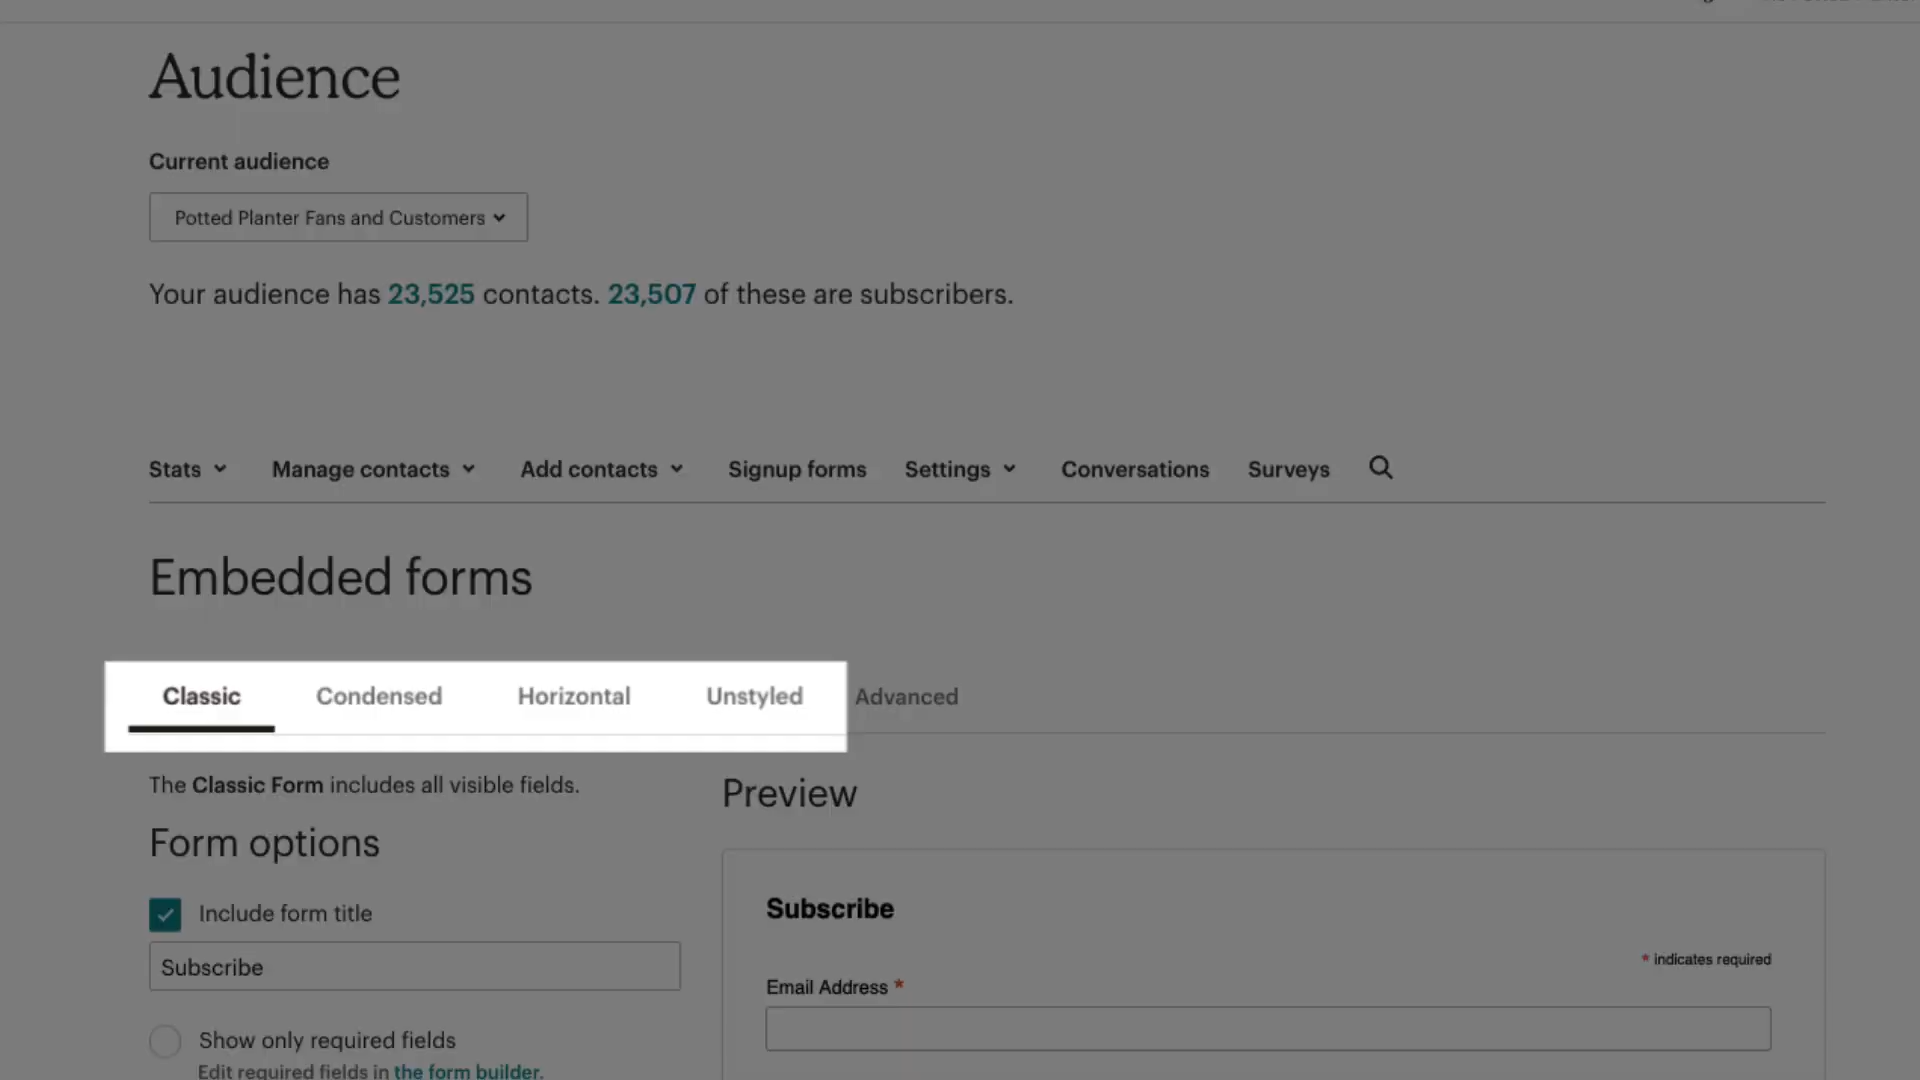 Audience
Current audience
Potted Planter Fans and Customers
Your audience has 23,525 contacts. 23,507 of these are subscribers.
Stats Manage contacts Add contacts Signup forms Settings Conversations Surveys
Embedded forms
Classic Condensed Horizontal Unstyled Advanced
The Classic Form includes all visible fields.
Preview
Form options
Include form title
Subscribe
Show only required fields
Edit required fields in the form builder.
Subscribe
* indicates required
Email Address *